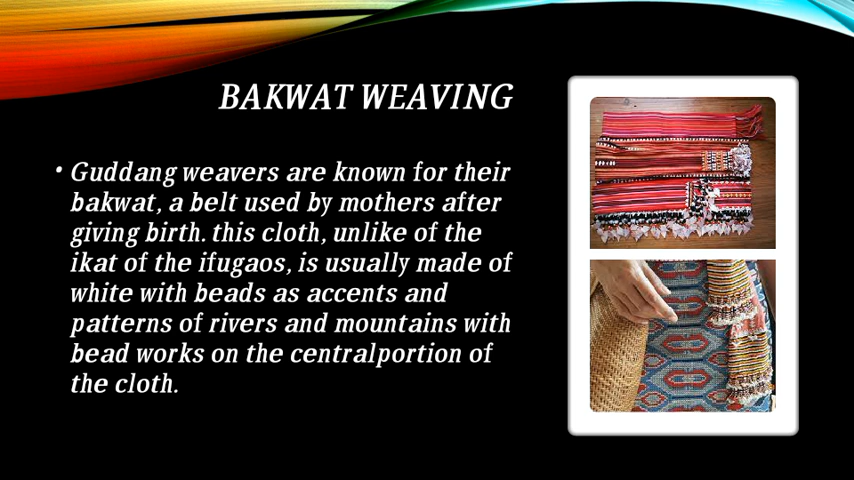 BAKWAT WEAVING
• Guddang weavers are known for their
bakwat, a belt used by mothers after
giving birth. this cloth, unlike of the
ikat of the ifugaos, is usually made of
white with beads as accents and
patterns of rivers and mountains with
bead works on the centralportion of
the cloth.